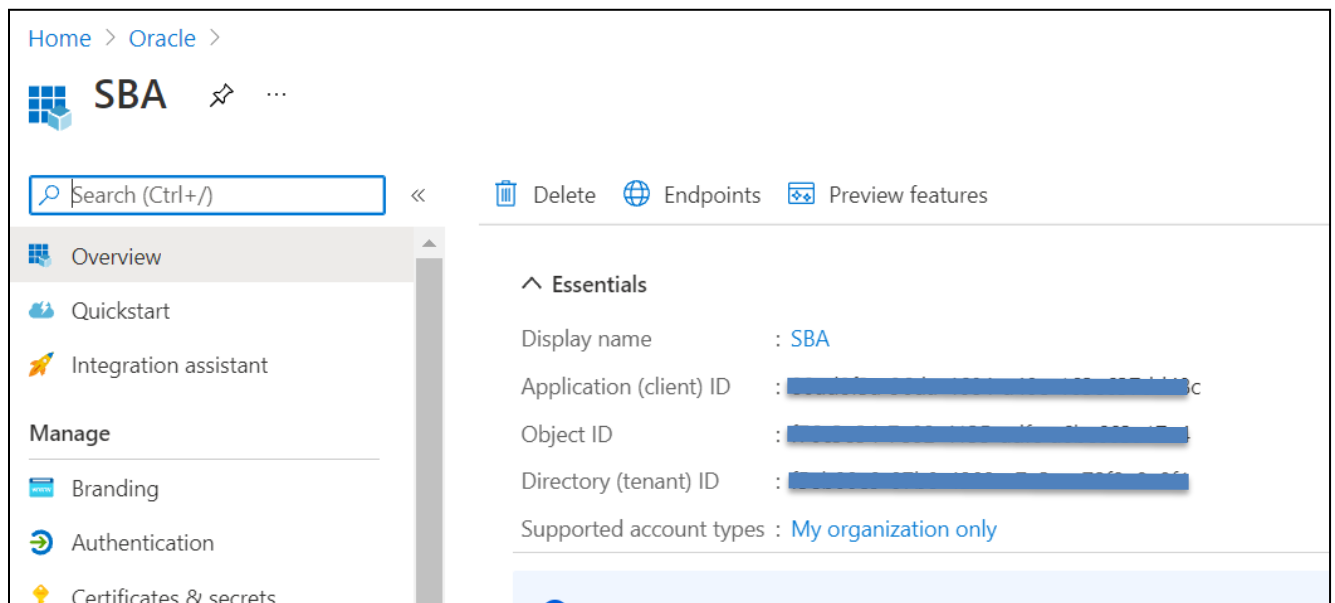 Home > Oracle >
SBA ...
Search (Ctrl+/) «
Delete Endpoints Preview features
Overview
Quickstart
Integration assistant
Manage
Branding
Authentication
Certificates & secrets
Essentials
Display name : SBA
Application (client) ID :
Object ID :
Directory (tenant) ID :
Supported account types : My organization only